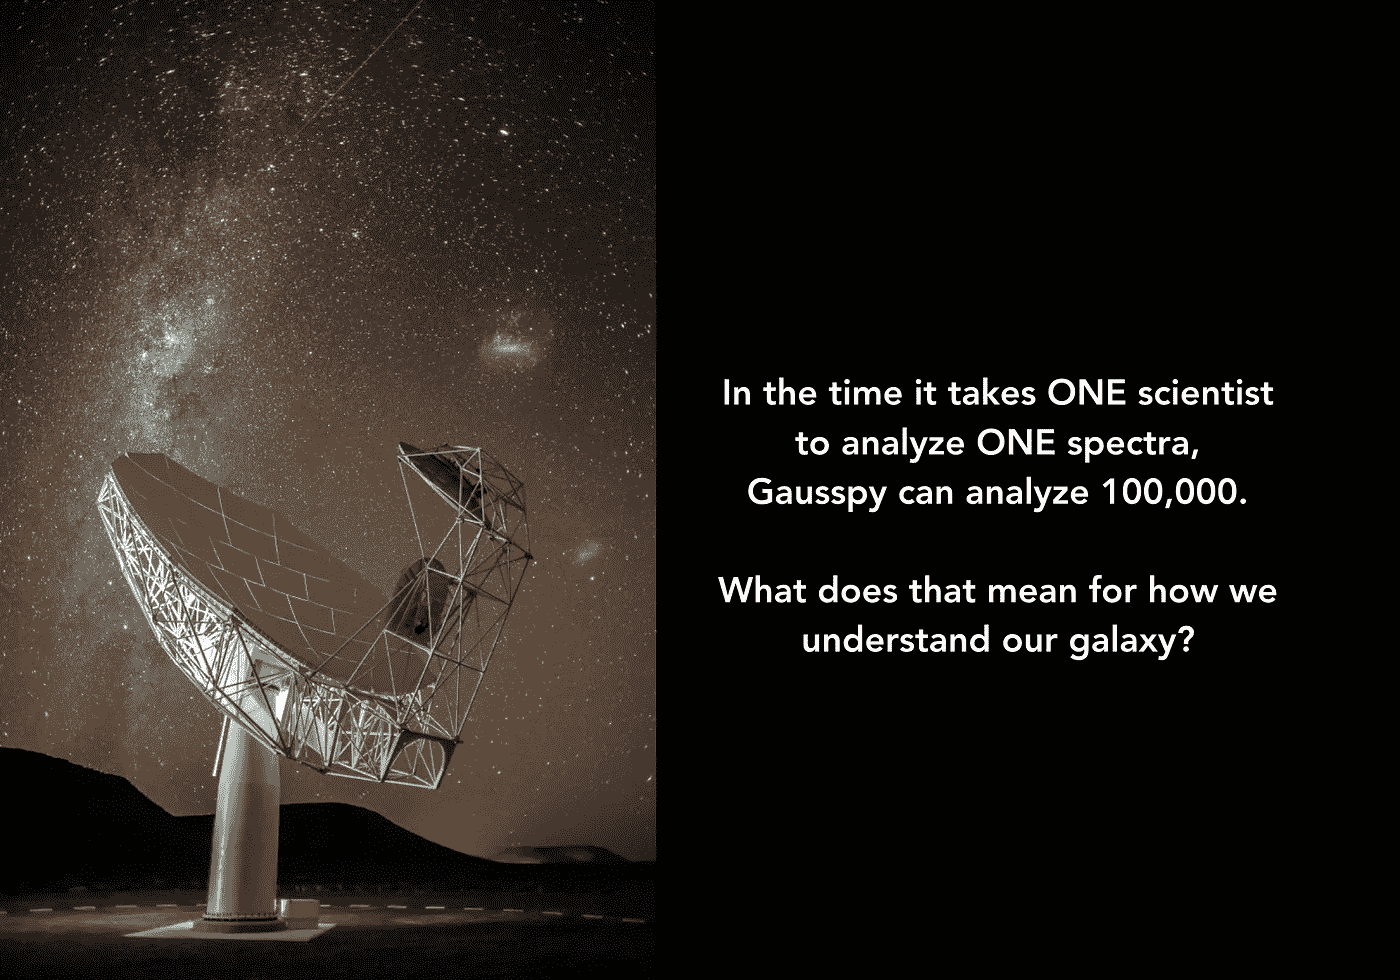 In the time it takes ONE scientist
to analyze ONE spectra,
Gausspy can analyze 100,000.
What does that mean for how we
understand our galaxy?